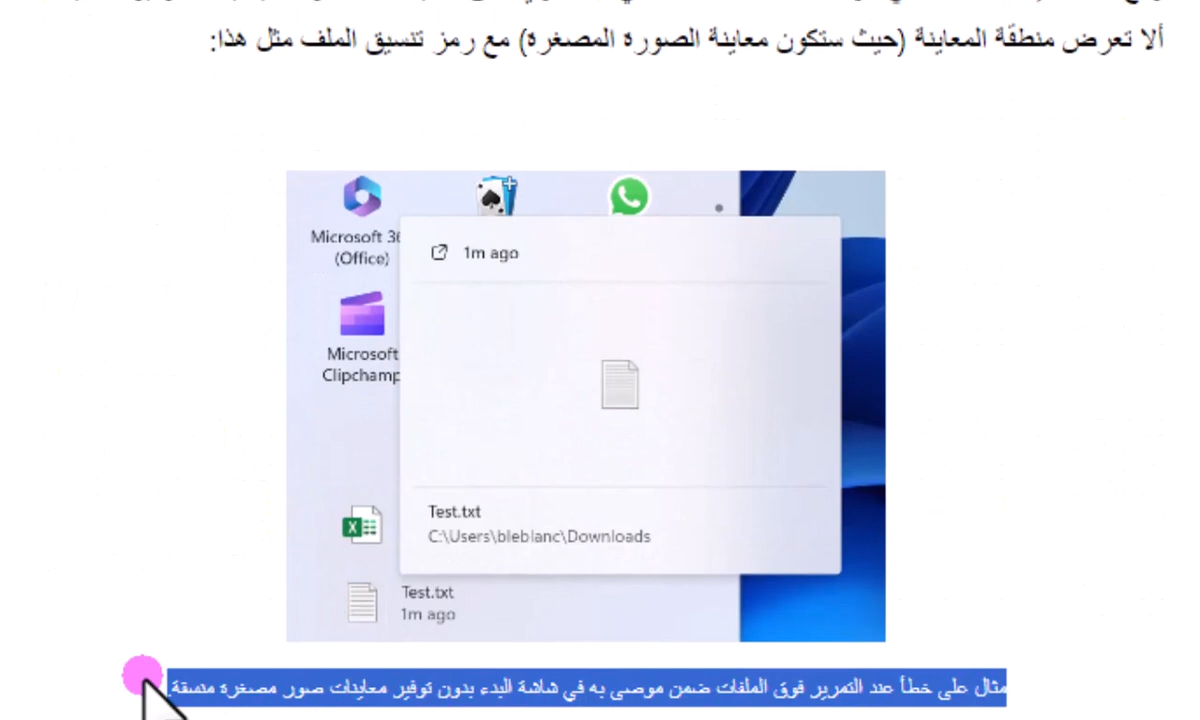 ألا تعرض منطقة المعاينة (حيث ستكون معاينة الصورة المصغرة) مع رمز تنسيق الملف مثل هذا:
Microsoft 36
(Office)
1m ago
Microsoft
Clipchamp
Test.txt
C:\Users\bleblanc\Downloads
Test.txt
1m ago
مثال على خطأ عند التمرير فوق الملفات ضمن موصى به في شاشة البدء بدون توفير معاينات صور مصغرة منسقة.